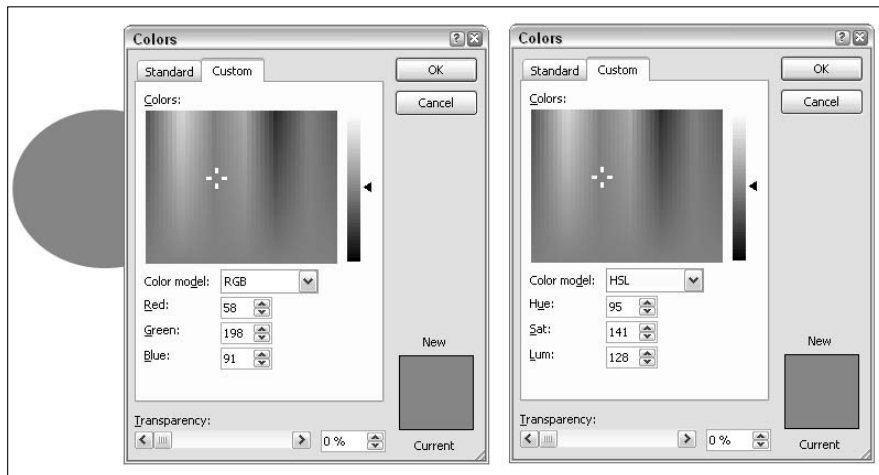 Colors
Standard Custom
OK
Cancel
Colors:
Color model: RGB
Red: 58
Green: 198
Blue: 91
New
Current
Transparency:
0 %
Colors
Standard Custom
OK
Cancel
Colors:
Color model: HSL
Hue: 95
Sat: 141
Lum: 128
New
Current
Transparency:
0 %